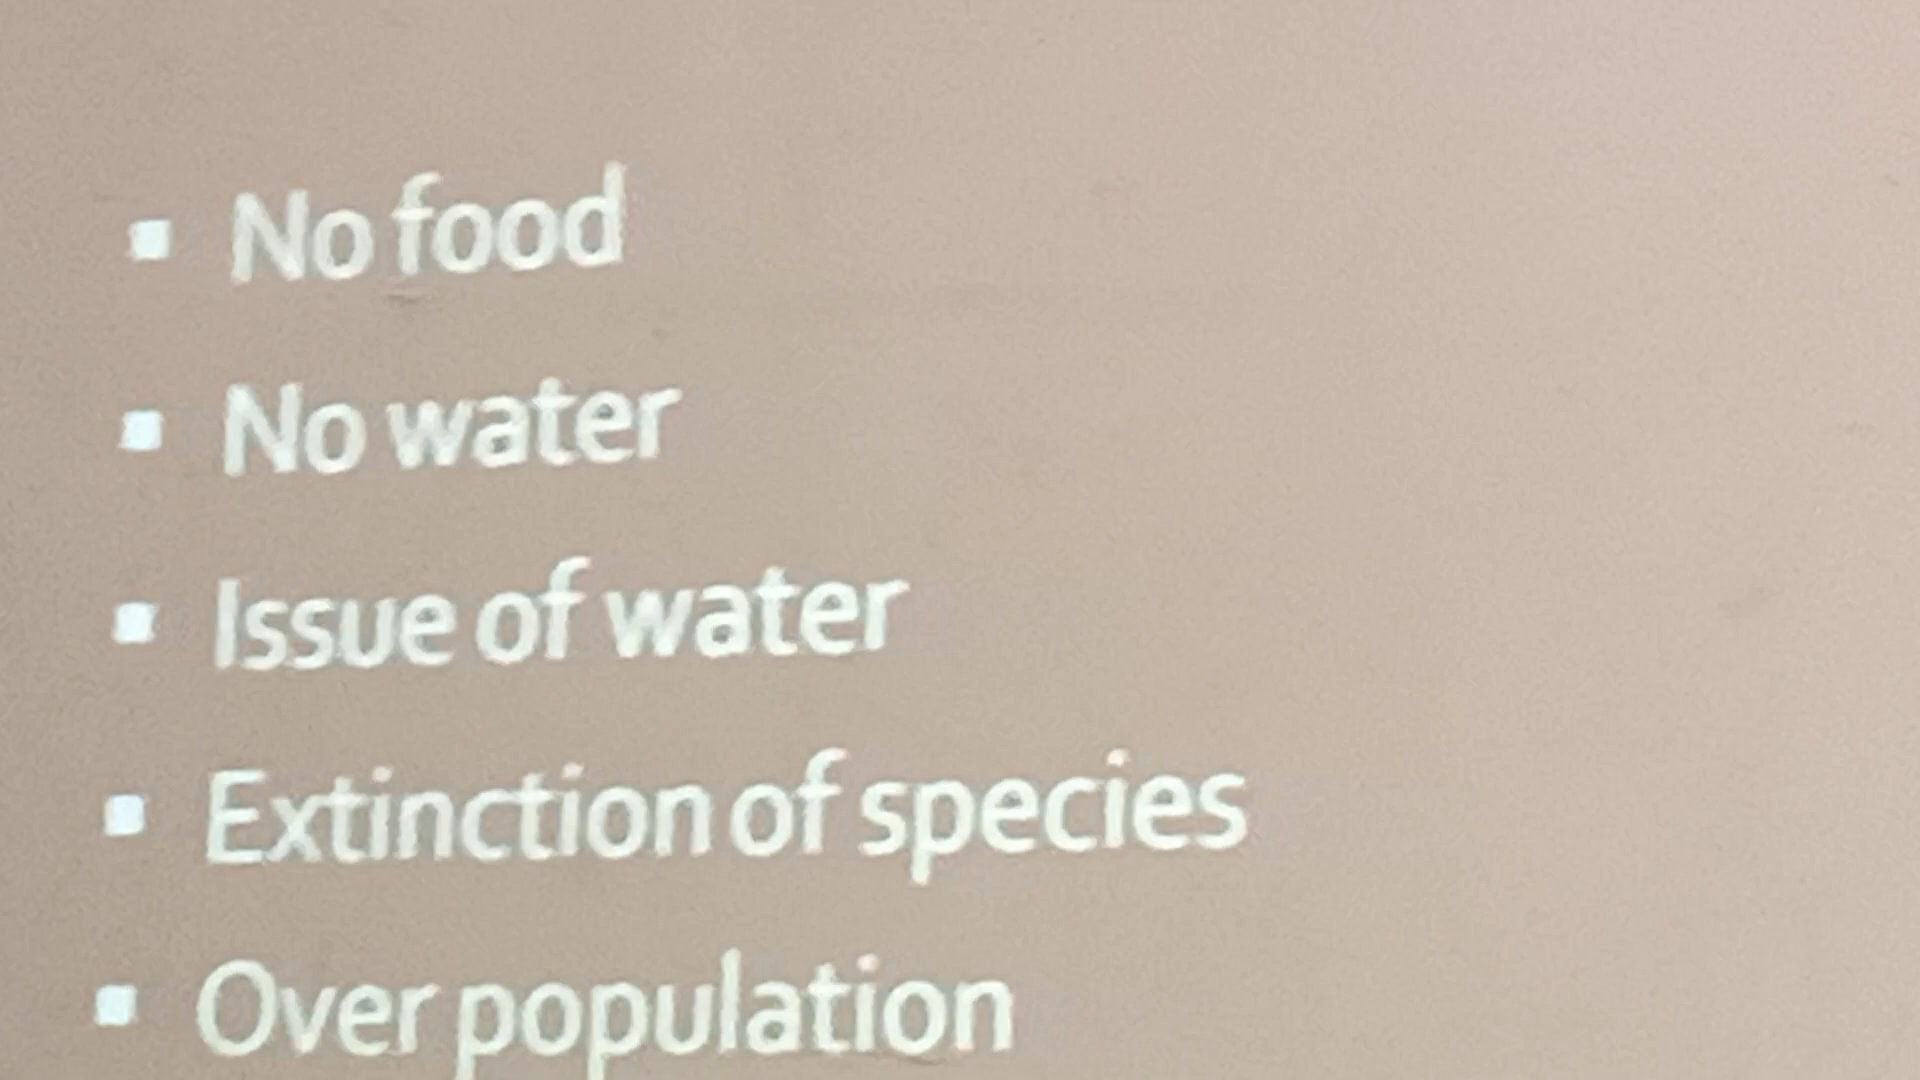 ▪ No food
▪ No water
▪ Issue of water
▪ Extinction of species
▪ Over population